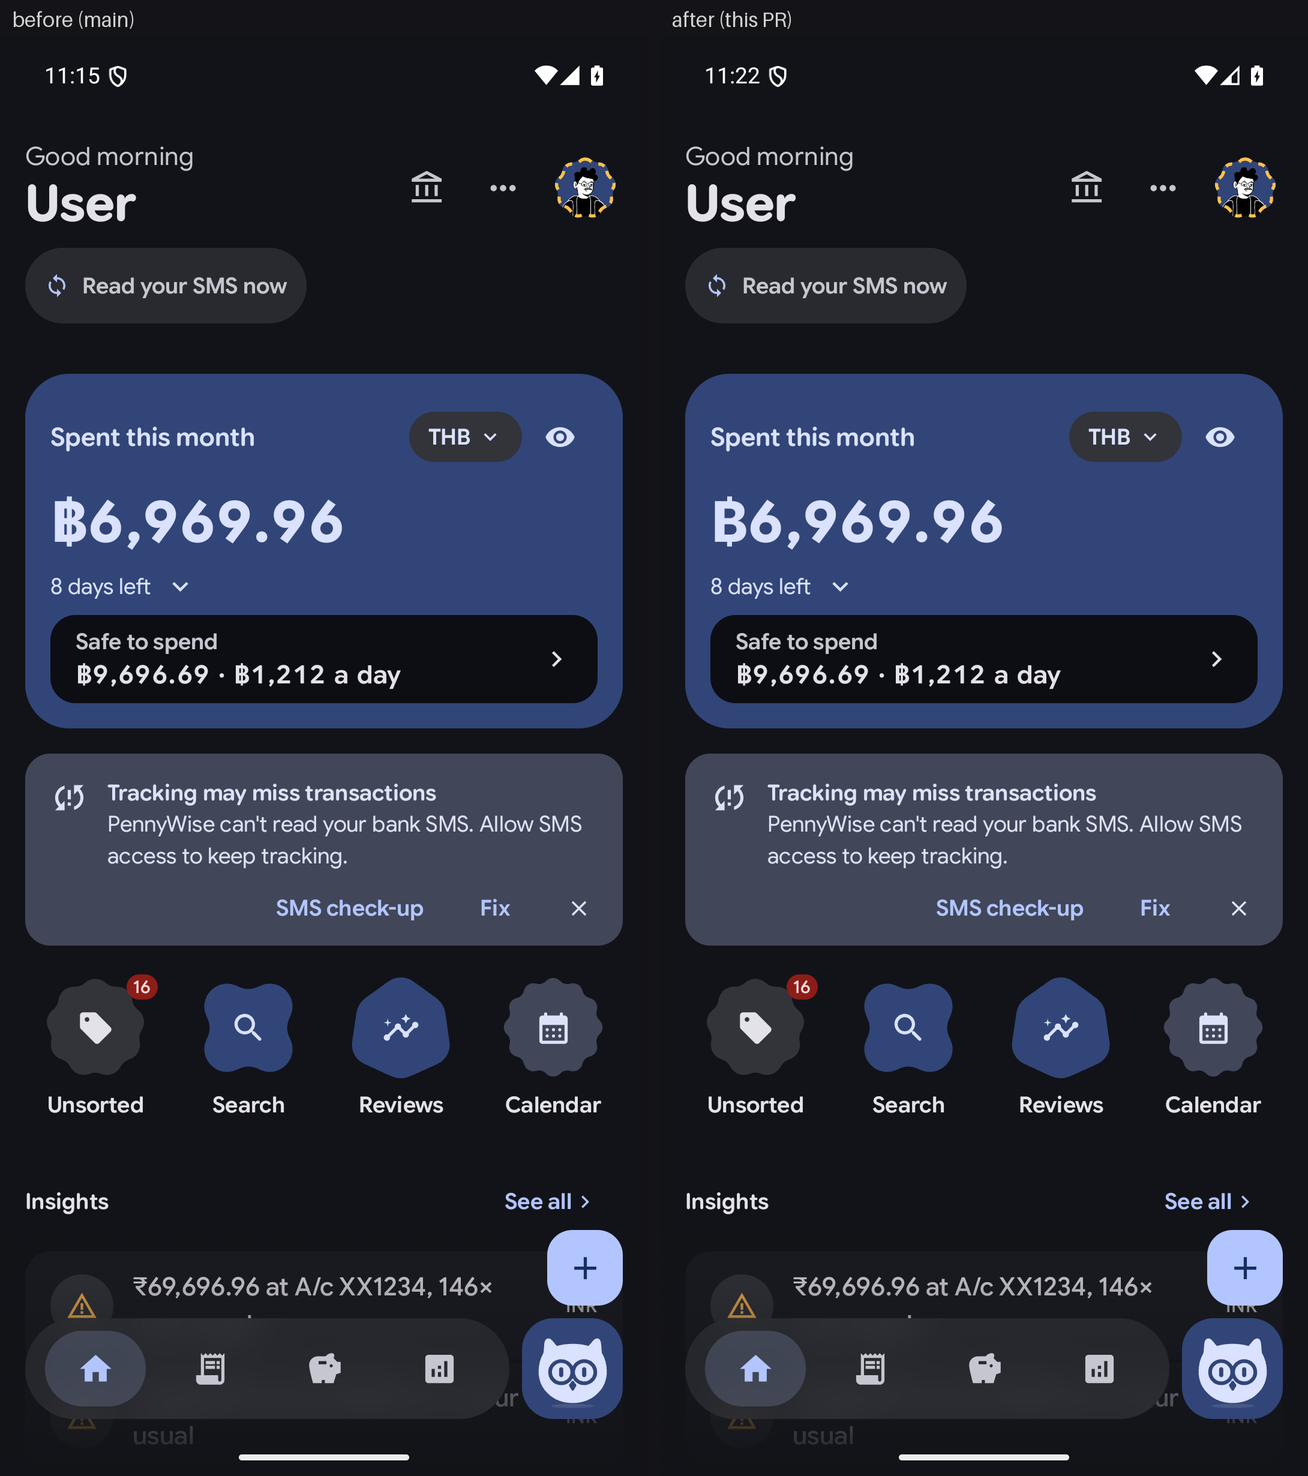 before (main)
11:15
Good morning
User
Read your SMS now
Spent this month
THB
฿6,969.96
8 days left
Safe to spend
฿9,696.69 · ฿1,212 a day
Tracking may miss transactions
PennyWise can't read your bank SMS. Allow SMS
access to keep tracking.
SMS check-up
Fix
16
Unsorted
Search
Reviews
Calendar
Insights
See all
₹69,696.96 at A/c XX1234, 146×
INR
ur
INR
usual
after (this PR)
11:22
Good morning
User
Read your SMS now
Spent this month
THB
฿6,969.96
8 days left
Safe to spend
฿9,696.69 · ฿1,212 a day
Tracking may miss transactions
PennyWise can't read your bank SMS. Allow SMS
access to keep tracking.
SMS check-up
Fix
16
Unsorted
Search
Reviews
Calendar
Insights
See all
₹69,696.96 at A/c XX1234, 146×
INR
ur
INR
usual